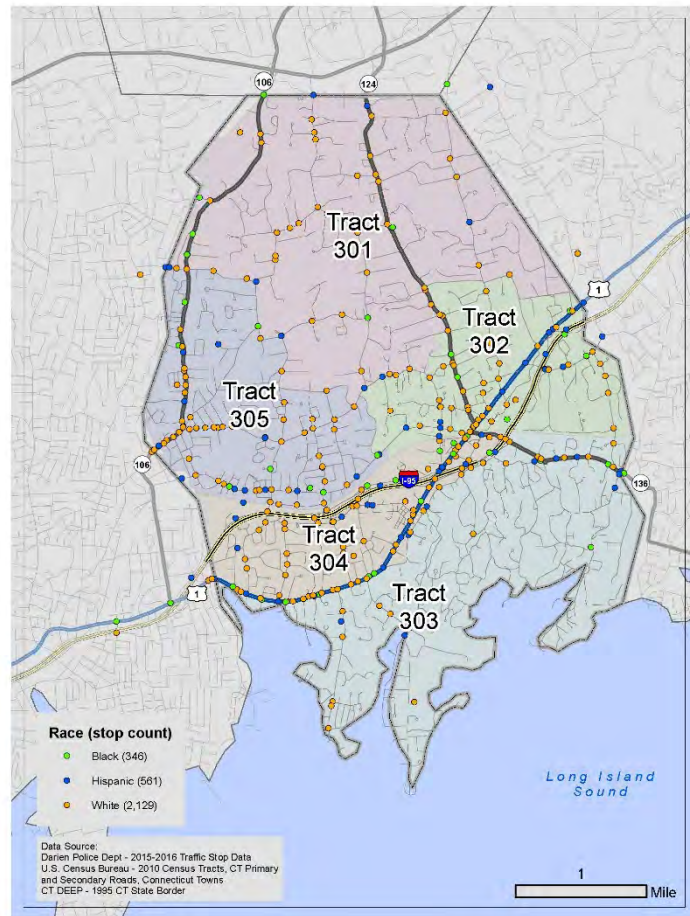 106
124
Tract
301
1
Tract
302
Tract
305
106
I-95
136
Tract
304
1
Tract
303
Race (stop count)
Black (346)
Hispanic (561)
White (2,129)
Long Island
Sound
Data Source:
Darien Police Dept - 2015-2016 Traffic Stop Data
U.S. Census Bureau - 2010 Census Tracts, CT Primary
and Secondary Roads, Connecticut Towns
CT DEEP - 1995 CT State Border
1
Mile